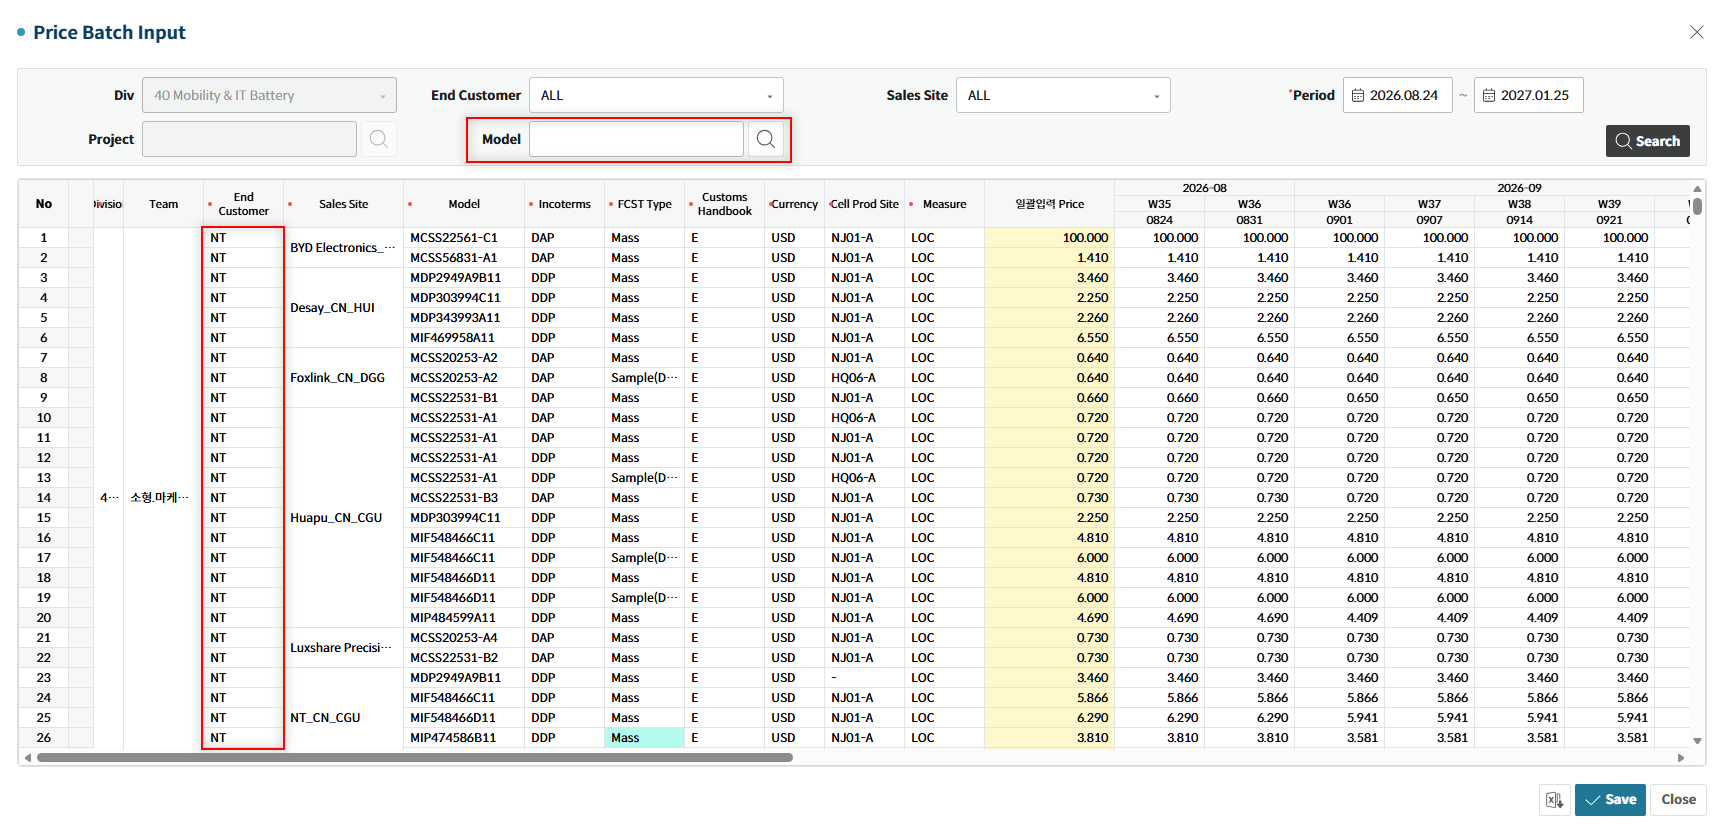 Price Batch Input
Div 40 Mobility & IT Battery End Customer ALL Sales Site ALL *Period 2026.08.24 ~ 2027.01.25
Project Model Search
No Division Team End Customer Sales Site Model Incoterms FCST Type Customs Handbook Currency Cell Prod Site Measure 일괄입력 Price 2026-08 2026-09
W35 W36 W36 W37 W38 W39
0824 0831 0901 0907 0914 0921
1 NT BYD Electronics_··· MCSS22561-C1 DAP Mass E USD NJ01-A LOC 100.000 100.000 100.000 100.000 100.000 100.000 100.000
2 NT MCSS56831-A1 DAP Mass E USD NJ01-A LOC 1.410 1.410 1.410 1.410 1.410 1.410 1.410
3 NT MDP2949A9B11 DDP Mass E USD NJ01-A LOC 3.460 3.460 3.460 3.460 3.460 3.460 3.460
4 NT Desay_CN_HUI MDP303994C11 DDP Mass E USD NJ01-A LOC 2.250 2.250 2.250 2.250 2.250 2.250 2.250
5 NT MDP343993A11 DDP Mass E USD NJ01-A LOC 2.260 2.260 2.260 2.260 2.260 2.260 2.260
6 NT MIF469958A11 DDP Mass E USD NJ01-A LOC 6.550 6.550 6.550 6.550 6.550 6.550 6.550
7 NT MCSS20253-A2 DAP Mass E USD NJ01-A LOC 0.640 0.640 0.640 0.640 0.640 0.640 0.640
8 NT Foxlink_CN_DGG MCSS20253-A2 DAP Sample(D··· E USD HQ06-A LOC 0.640 0.640 0.640 0.640 0.640 0.640 0.640
9 NT MCSS22531-B1 DAP Mass E USD NJ01-A LOC 0.660 0.660 0.660 0.650 0.650 0.650 0.650
10 NT MCSS22531-A1 DAP Mass E USD HQ06-A LOC 0.720 0.720 0.720 0.720 0.720 0.720 0.720
11 NT MCSS22531-A1 DAP Mass E USD NJ01-A LOC 0.720 0.720 0.720 0.720 0.720 0.720 0.720
12 NT MCSS22531-A1 DDP Mass E USD NJ01-A LOC 0.720 0.720 0.720 0.720 0.720 0.720 0.720
13 NT MCSS22531-A1 DDP Sample(D··· E USD HQ06-A LOC 0.720 0.720 0.720 0.720 0.720 0.720 0.720
14 4··· 소형.마케··· NT MCSS22531-B3 DAP Mass E USD NJ01-A LOC 0.730 0.730 0.730 0.720 0.720 0.720 0.720
15 NT Huapu_CN_CGU MDP303994C11 DDP Mass E USD NJ01-A LOC 2.250 2.250 2.250 2.250 2.250 2.250 2.250
16 NT MIF548466C11 DDP Mass E USD NJ01-A LOC 4.810 4.810 4.810 4.810 4.810 4.810 4.810
17 NT MIF548466C11 DDP Sample(D··· E USD NJ01-A LOC 6.000 6.000 6.000 6.000 6.000 6.000 6.000
18 NT MIF548466D11 DDP Mass E USD NJ01-A LOC 4.810 4.810 4.810 4.810 4.810 4.810 4.810
19 NT MIF548466D11 DDP Sample(D··· E USD NJ01-A LOC 6.000 6.000 6.000 6.000 6.000 6.000 6.000
20 NT MIP484599A11 DDP Mass E USD NJ01-A LOC 4.690 4.690 4.690 4.409 4.409 4.409 4.409
21 NT Luxshare Precisi··· MCSS20253-A4 DAP Mass E USD NJ01-A LOC 0.730 0.730 0.730 0.730 0.730 0.730 0.730
22 NT MCSS22531-B2 DAP Mass E USD NJ01-A LOC 0.730 0.730 0.730 0.730 0.730 0.730 0.730
23 NT MDP2949A9B11 DDP Mass E USD - LOC 3.460 3.460 3.460 3.460 3.460 3.460 3.460
24 NT MIF548466C11 DDP Mass E USD NJ01-A LOC 5.866 5.866 5.866 5.866 5.866 5.866 5.866
25 NT NT_CN_CGU MIF548466D11 DDP Mass E USD NJ01-A LOC 6.290 6.290 6.290 5.941 5.941 5.941 5.941
26 NT MIP474586B11 DDP Mass E USD NJ01-A LOC 3.810 3.810 3.810 3.581 3.581 3.581 3.581
Save Close